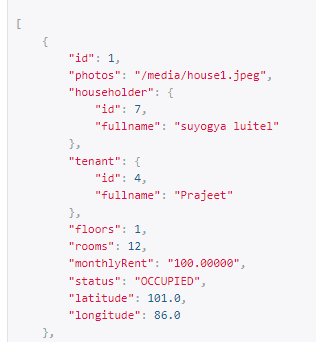 [
    {
        "id": 1,
        "photos": "/media/house1.jpeg",
        "householder": {
            "id": 7,
            "fullname": "suyogya luitel"
        },
        "tenant": {
            "id": 4,
            "fullname": "Prajeet"
        },
        "floors": 1,
        "rooms": 12,
        "monthlyRent": "100.00000",
        "status": "OCCUPIED",
        "latitude": 101.0,
        "longitude": 86.0
    },